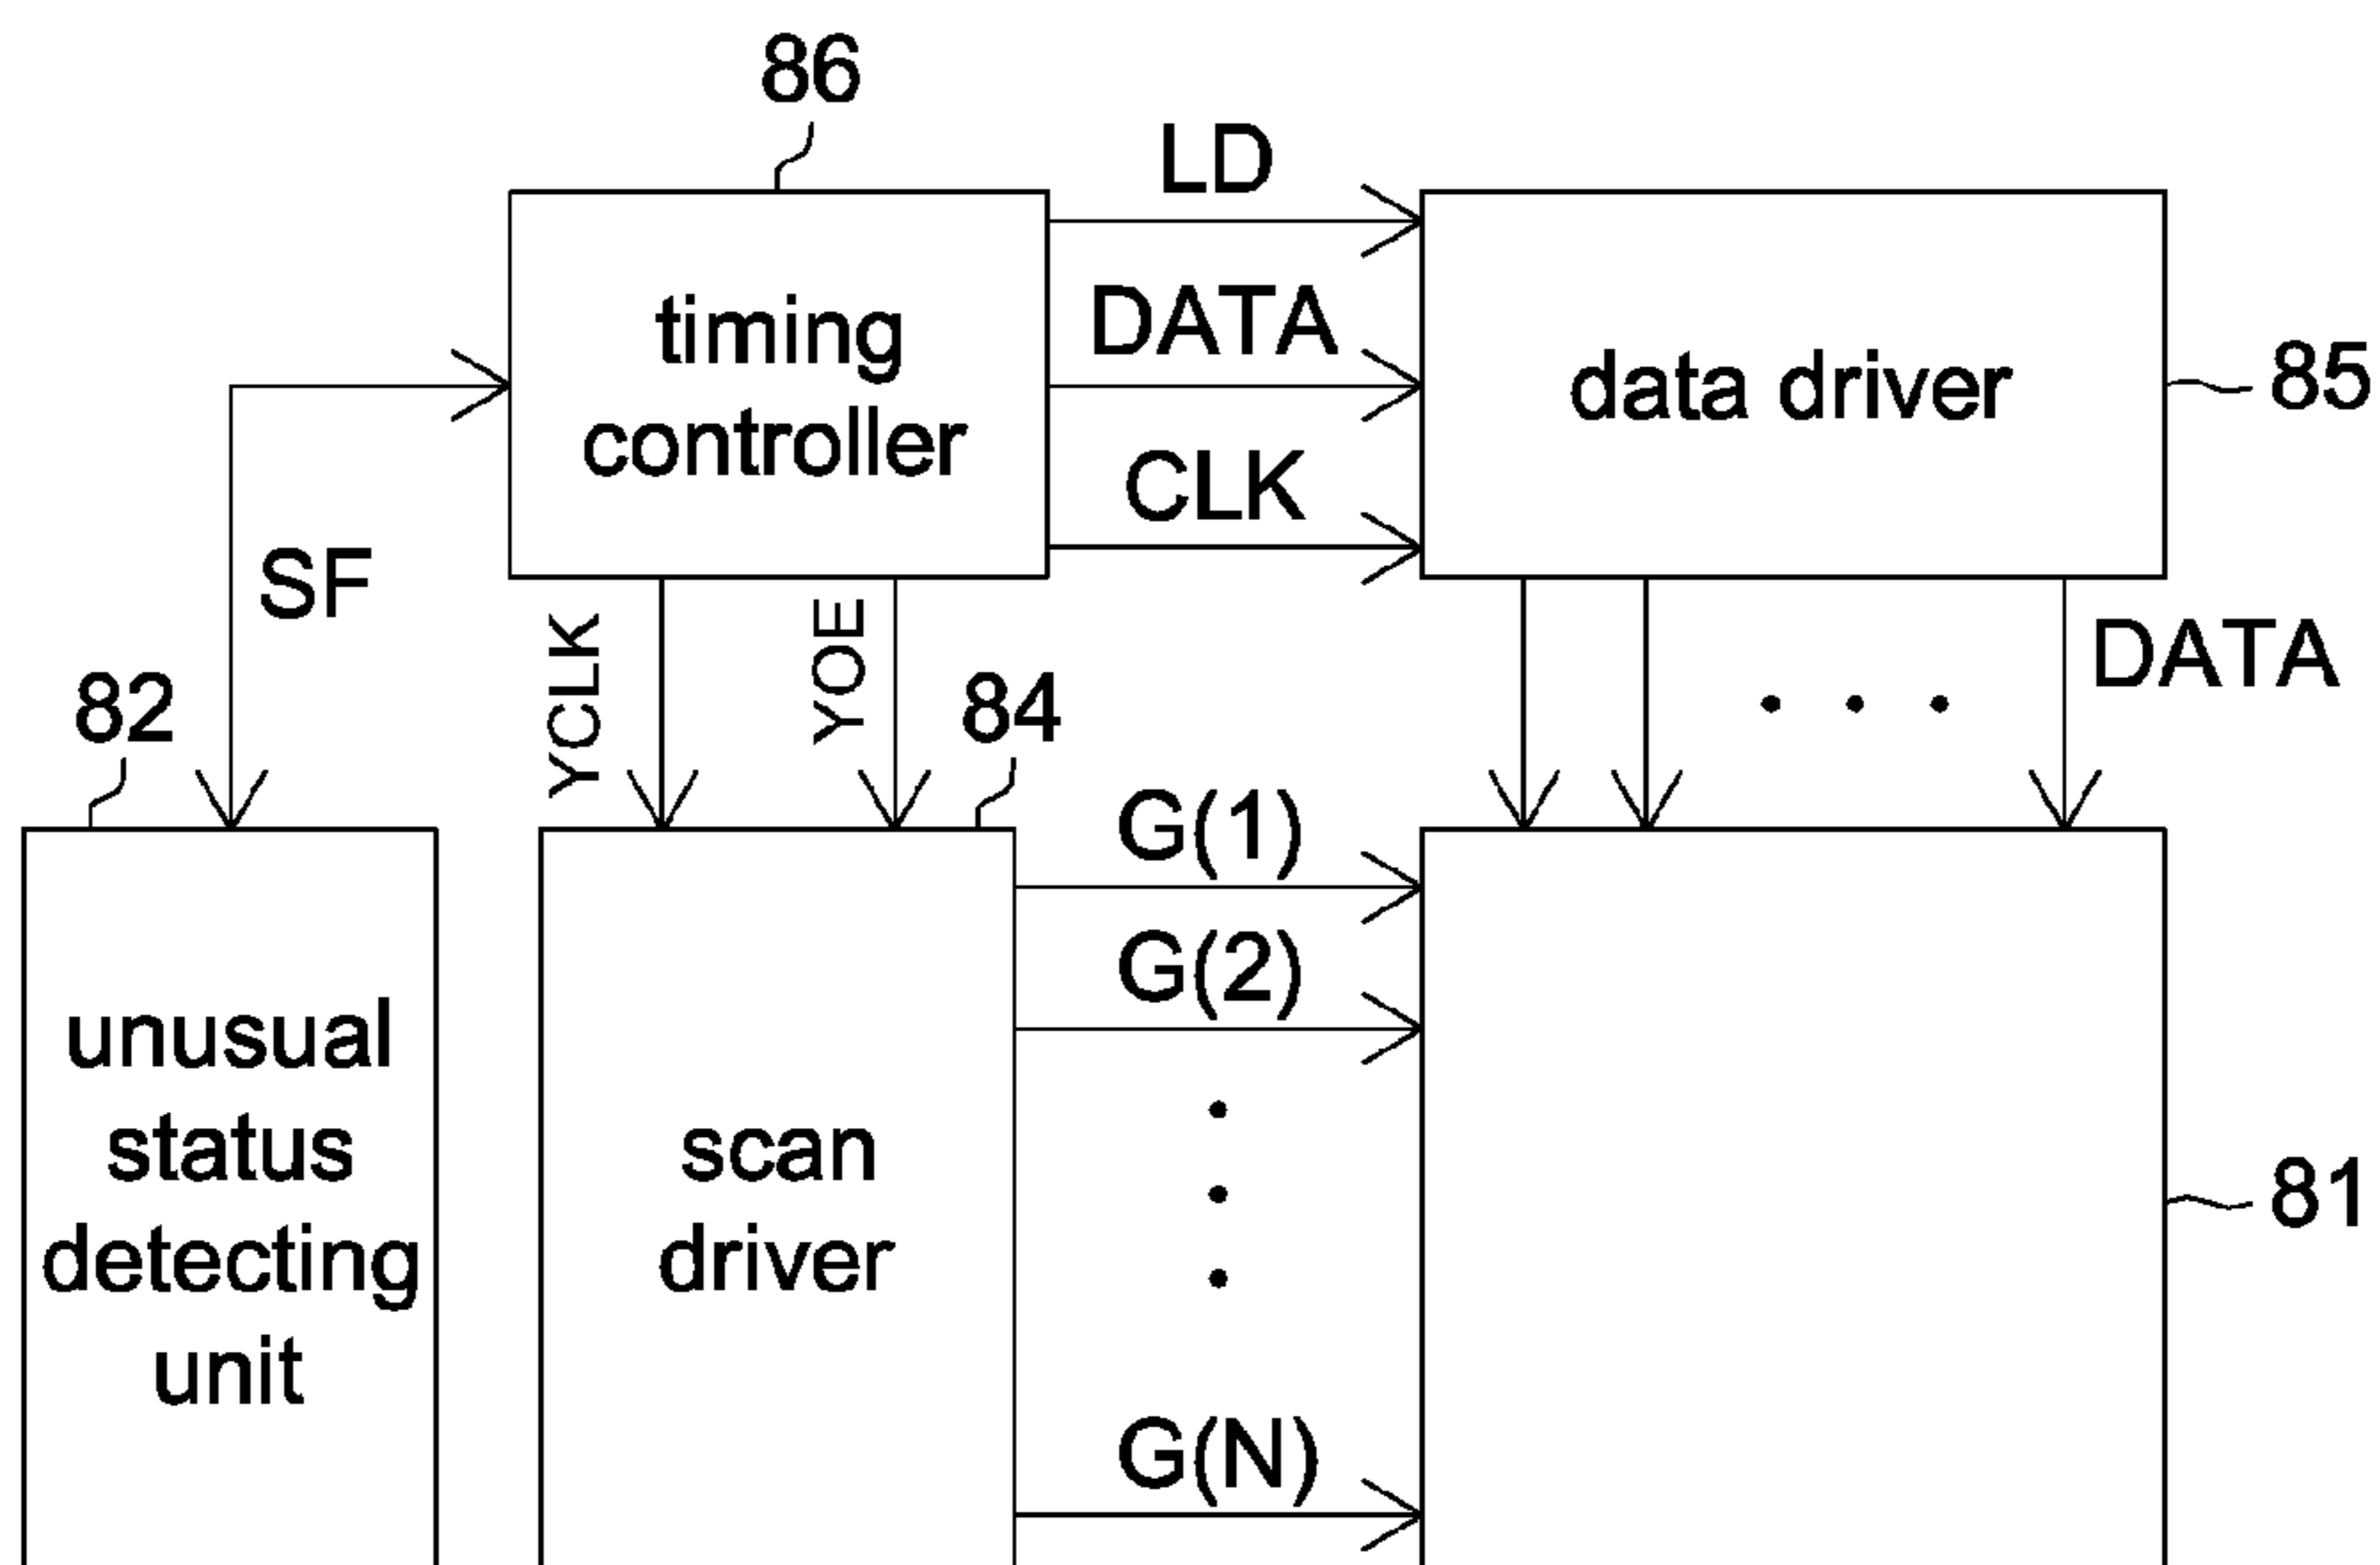 86
LD
timing
controller
DATA
CLK
data driver
85
SF
YCLK
YOE
DATA
82
84
G(1)
G(2)
unusual
status
detecting
unit
scan
driver
81
G(N)